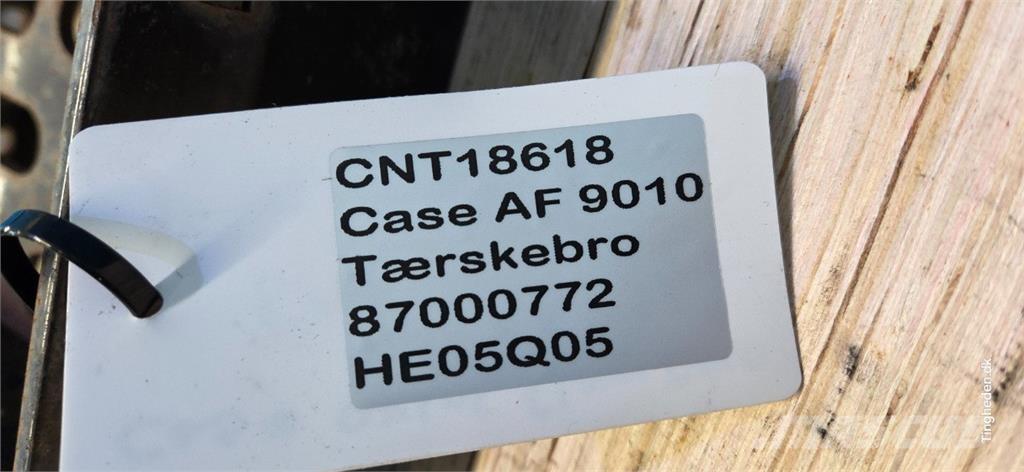 CNT18618
Case AF 9010
Tærskebro
87000772
HE05Q05
Tingheden.dk